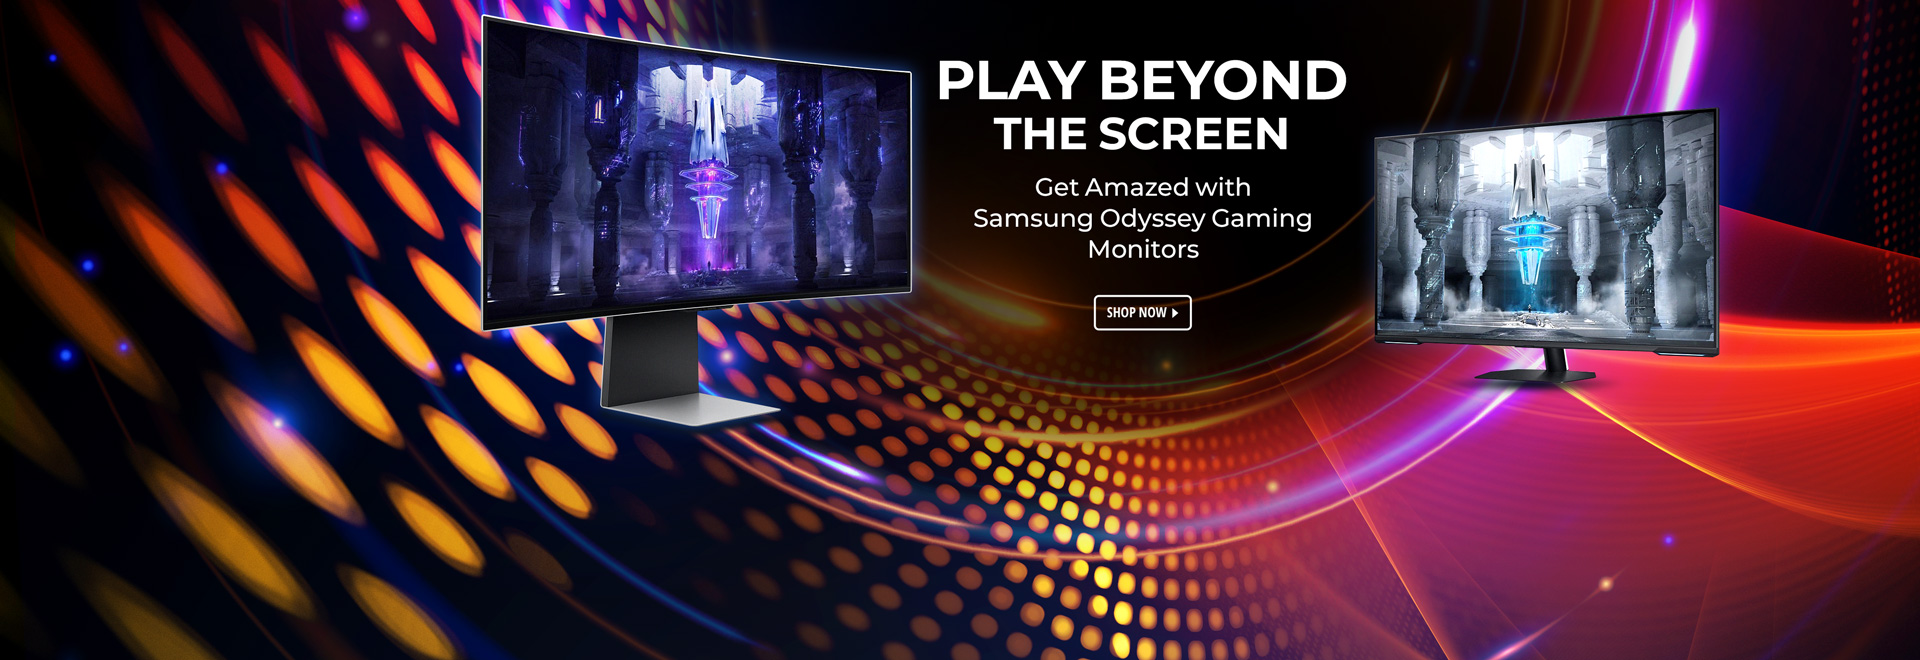 PLAY BEYOND
THE SCREEN
Get Amazed with
Samsung Odyssey Gaming
Monitors
SHOP NOW